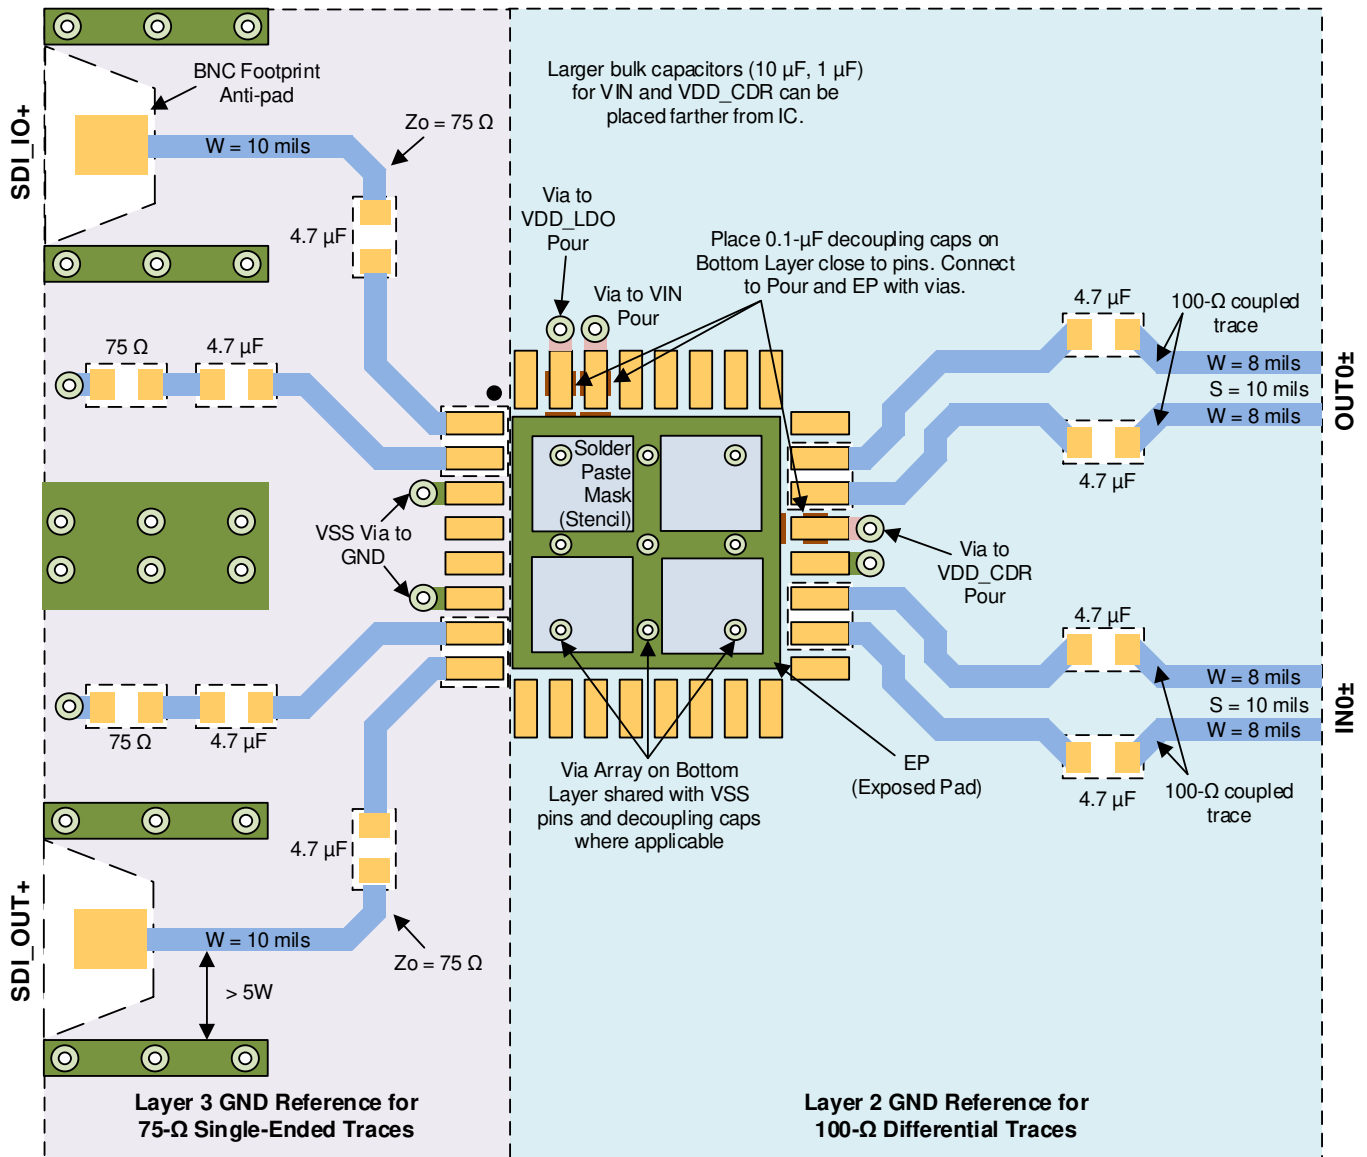 BNC Footprint
Anti-pad
SDI_IO+
W = 10 mils
Zo = 75 Ω
4.7 µF
Larger bulk capacitors (10 µF, 1 µF)
for VIN and VDD_CDR can be
placed farther from IC.
Via to
VDD_LDO
Pour
Via to VIN
Pour
Place 0.1-µF decoupling caps on
Bottom Layer close to pins. Connect
to Pour and EP with vias.
4.7 µF
100-Ω coupled
trace
W = 8 mils
S = 10 mils
W = 8 mils
OUT0±
4.7 µF
75 Ω
4.7 µF
Solder
Paste
Mask
(Stencil)
VSS Via to
GND
Via to
VDD_CDR
Pour
4.7 µF
W = 8 mils
S = 10 mils
W = 8 mils
IN0±
4.7 µF
100-Ω coupled
trace
75 Ω
4.7 µF
EP
(Exposed Pad)
Via Array on Bottom
Layer shared with VSS
pins and decoupling caps
where applicable
4.7 µF
SDI_OUT+
W = 10 mils
Zo = 75 Ω
> 5W
Layer 3 GND Reference for
75-Ω Single-Ended Traces
Layer 2 GND Reference for
100-Ω Differential Traces